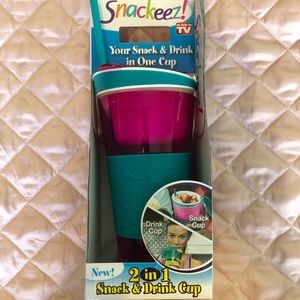 Snackeez!
AS SEEN ON
TV
Your Snack & Drink
in One Cup
Snack
Cup
Drink
Cup
New!
2 in 1
Snack & Drink Cup